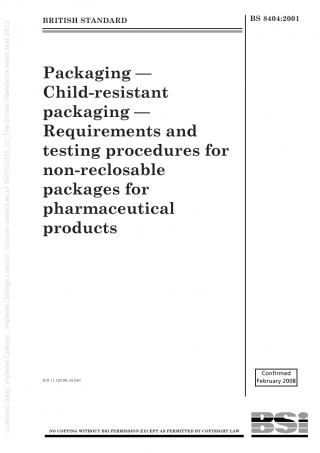 BRITISH STANDARD
BS 8404:2001
Packaging —
Child-resistant
packaging —
Requirements and
testing procedures for
non-reclosable
packages for
pharmaceutical
products
Confirmed
February 2008
BSi
NO COPYING WITHOUT BSI PERMISSION EXCEPT AS PERMITTED BY COPYRIGHT LAW